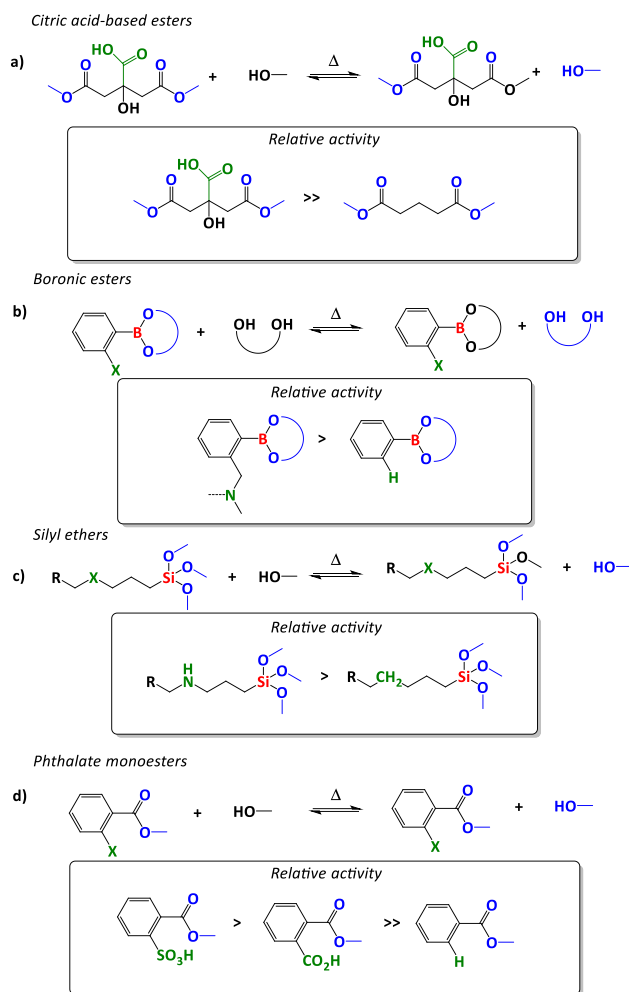 Citric acid-based esters
HO O Δ HO O
O O O O
a) + HO + HO
O O O O
OH OH
Relative activity
HO O
O O >> O O
O OH O O O
Boronic esters
b) O OH OH Δ O OH OH
B + B +
O O
X X
Relative activity
O O
B > B
O O
H
N
Silyl ethers
O Δ O
c) R X Si O + HO R X Si O + HO
O O
Relative activity
H O O
R N Si O > R CH2 Si O
O O
Phthalate monoesters
d) O Δ O
+ HO + HO
O O
X X
Relative activity
O O O
O > O >> O
SO3H CO2H H